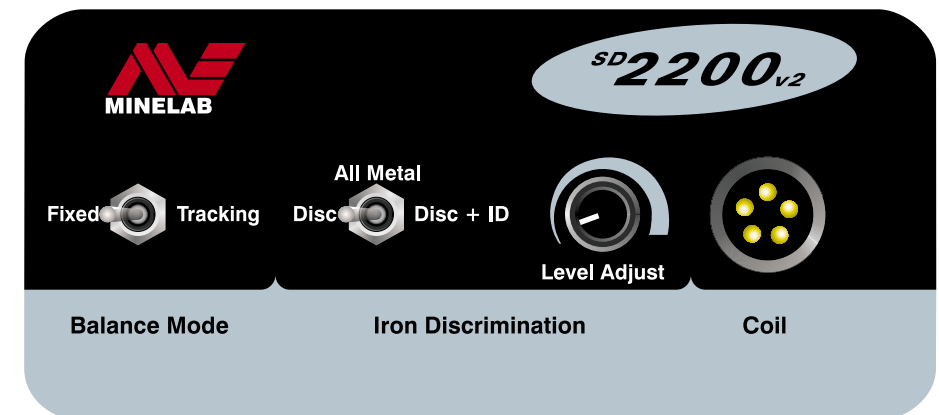 MINELAB
SD2200v2
All Metal
Fixed Tracking Disc Disc + ID
Level Adjust
Balance Mode Iron Discrimination Coil